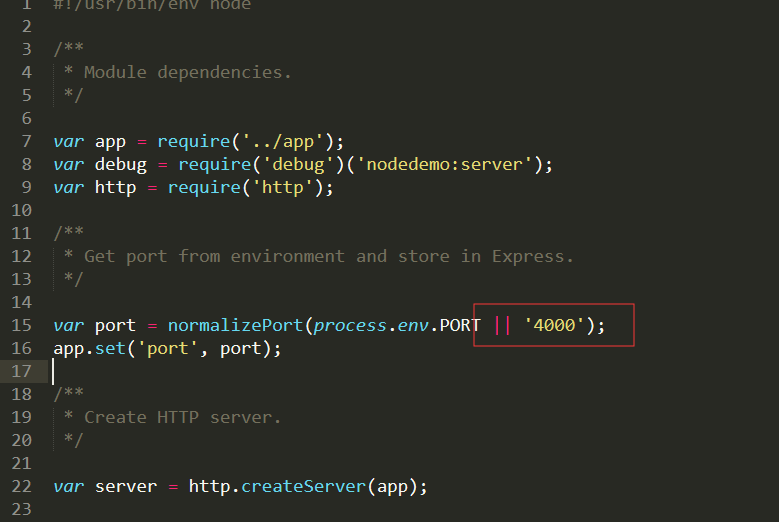 1 #!/usr/bin/env node
2
3 /**
4 * Module dependencies.
5 */
6
7 var app = require('../app');
8 var debug = require('debug')('nodedemo:server');
9 var http = require('http');
10
11 /**
12 * Get port from environment and store in Express.
13 */
14
15 var port = normalizePort(process.env.PORT || '4000');
16 app.set('port', port);
17
18 /**
19 * Create HTTP server.
20 */
21
22 var server = http.createServer(app);
23